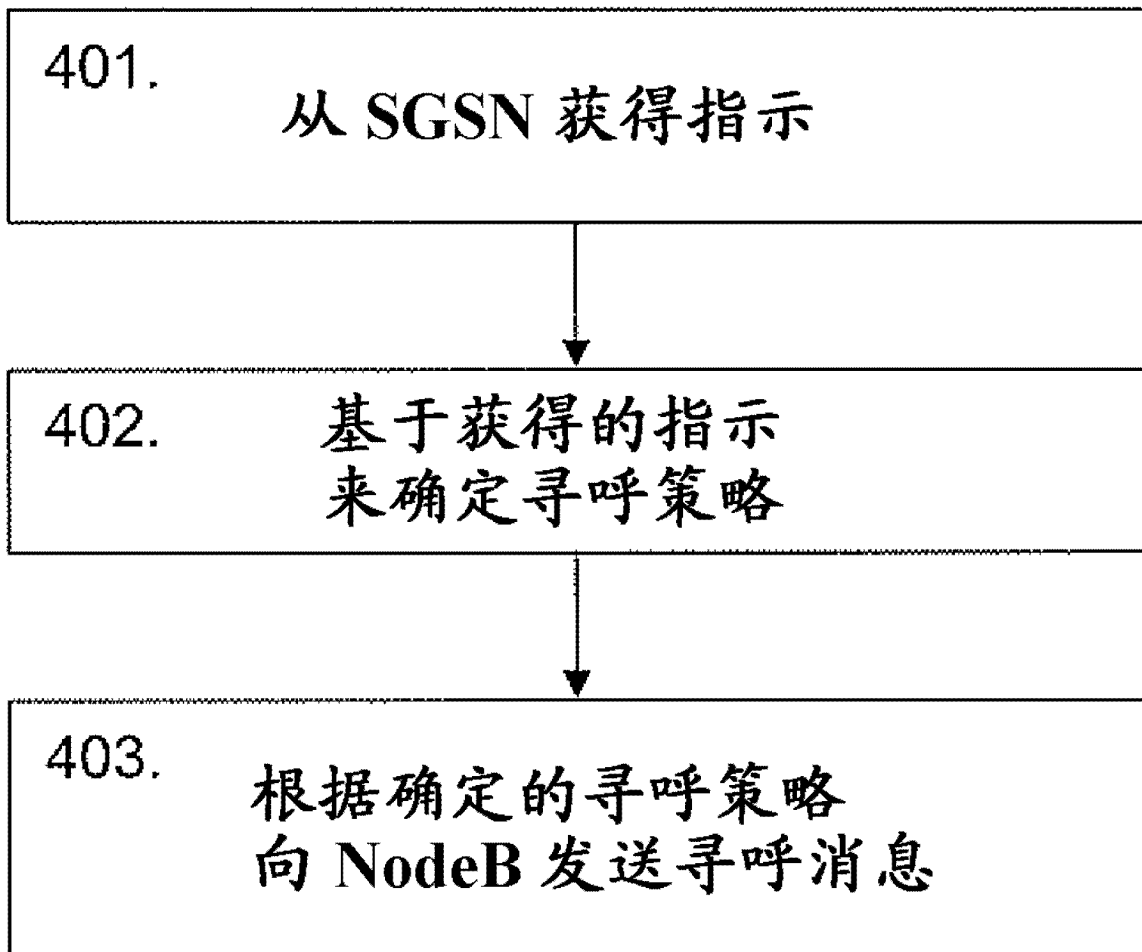 401.
从 SGSN 获得指示
402.
基于获得的指示
来确定寻呼策略
403.
根据确定的寻呼策略
向 NodeB 发送寻呼消息